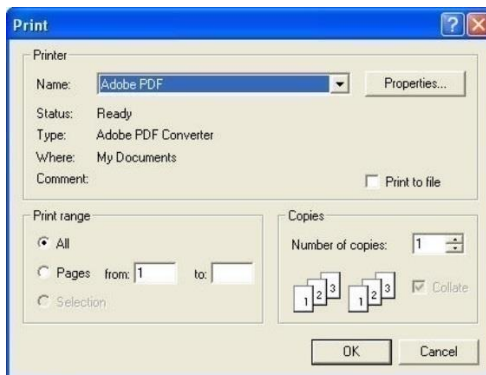 Print
Printer
Name: Adobe PDF Properties...
Status: Ready
Type: Adobe PDF Converter
Where: My Documents
Comment: Print to file
Print range
All
Pages from: 1 to:
Selection
Copies
Number of copies: 1
1 2 3 1 2 3 Collate
OK Cancel